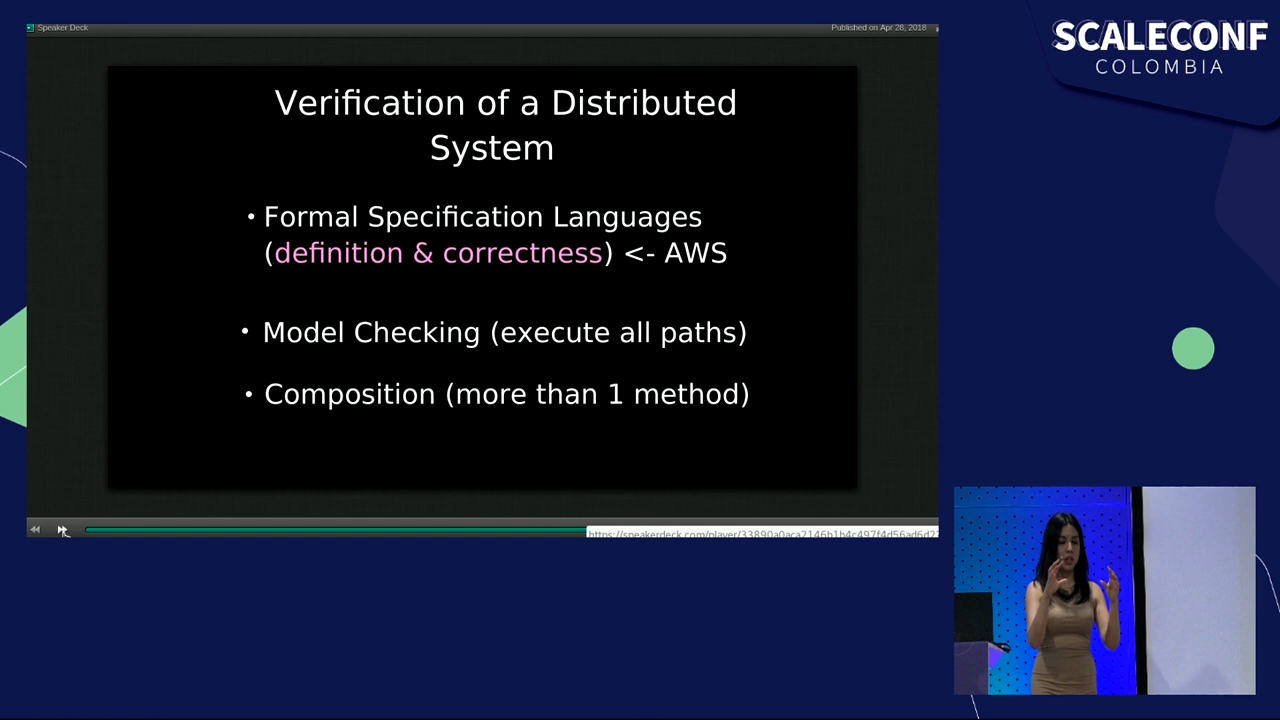 Speaker Deck
Published on Apr 28, 2018
SCALECONF
COLOMBIA
Verification of a Distributed
System
• Formal Specification Languages
(definition & correctness) <- AWS
• Model Checking (execute all paths)
• Composition (more than 1 method)